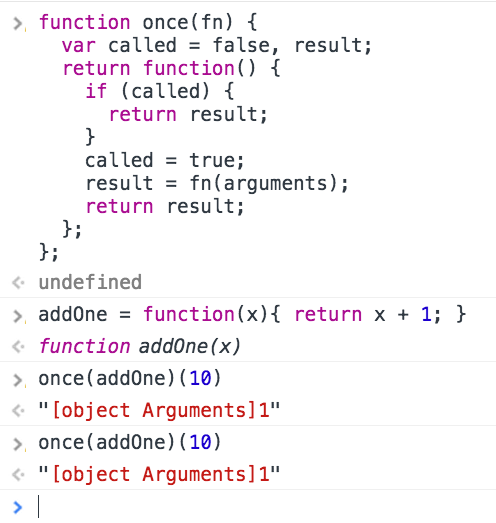 function once(fn) {
  var called = false, result;
  return function() {
    if (called) {
      return result;
    }
    called = true;
    result = fn(arguments);
    return result;
  };
};
undefined
addOne = function(x){ return x + 1; }
function addOne(x)
once(addOne)(10)
"[object Arguments]1"
once(addOne)(10)
"[object Arguments]1"